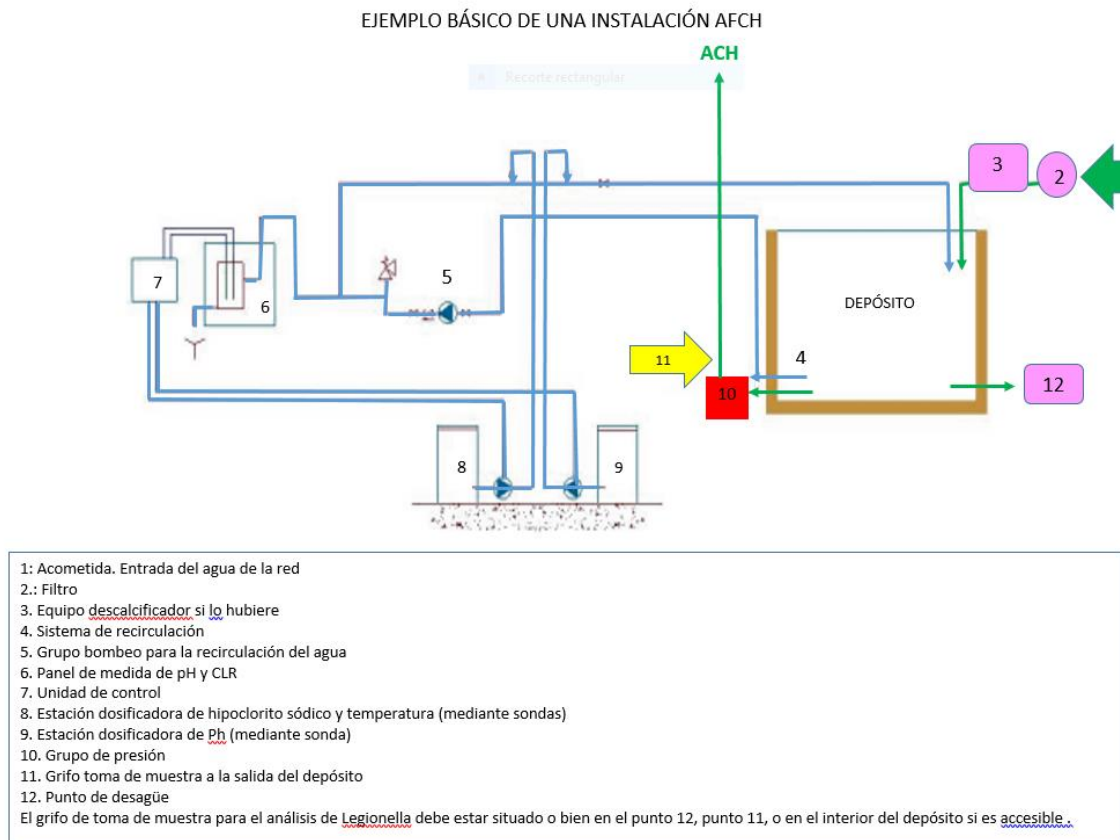 EJEMPLO BÁSICO DE UNA INSTALACIÓN AFCH
ACH
Recorte rectangular
3
2
7
6
5
DEPÓSITO
4
11
10
12
8
9
1: Acometida. Entrada del agua de la red
2.: Filtro
3. Equipo descalcificador si lo hubiere
4. Sistema de recirculación
5. Grupo bombeo para la recirculación del agua
6. Panel de medida de pH y CLR
7. Unidad de control
8. Estación dosificadora de hipoclorito sódico y temperatura (mediante sondas)
9. Estación dosificadora de Ph (mediante sonda)
10. Grupo de presión
11. Grifo toma de muestra a la salida del depósito
12. Punto de desagüe
El grifo de toma de muestra para el análisis de Legionella debe estar situado o bien en el punto 12, punto 11, o en el interior del depósito si es accesible .